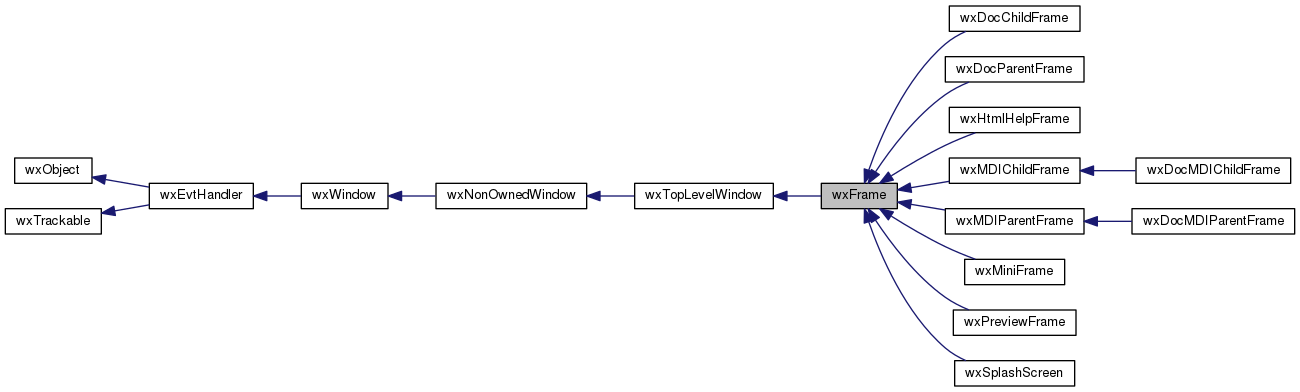 wxDocChildFrame
wxDocParentFrame
wxHtmlHelpFrame
wxObject
wxMDIChildFrame
wxDocMDIChildFrame
wxEvtHandler
wxWindow
wxNonOwnedWindow
wxTopLevelWindow
wxFrame
wxTrackable
wxMDIParentFrame
wxDocMDIParentFrame
wxMiniFrame
wxPreviewFrame
wxSplashScreen